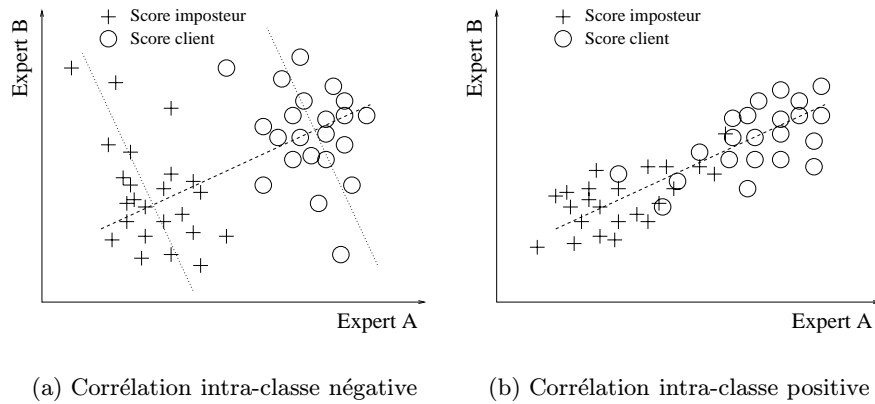 Expert B
Score imposteur
Score client
Expert A
(a) Corrélation intra-classe négative
Expert B
Score imposteur
Score client
Expert A
(b) Corrélation intra-classe positive